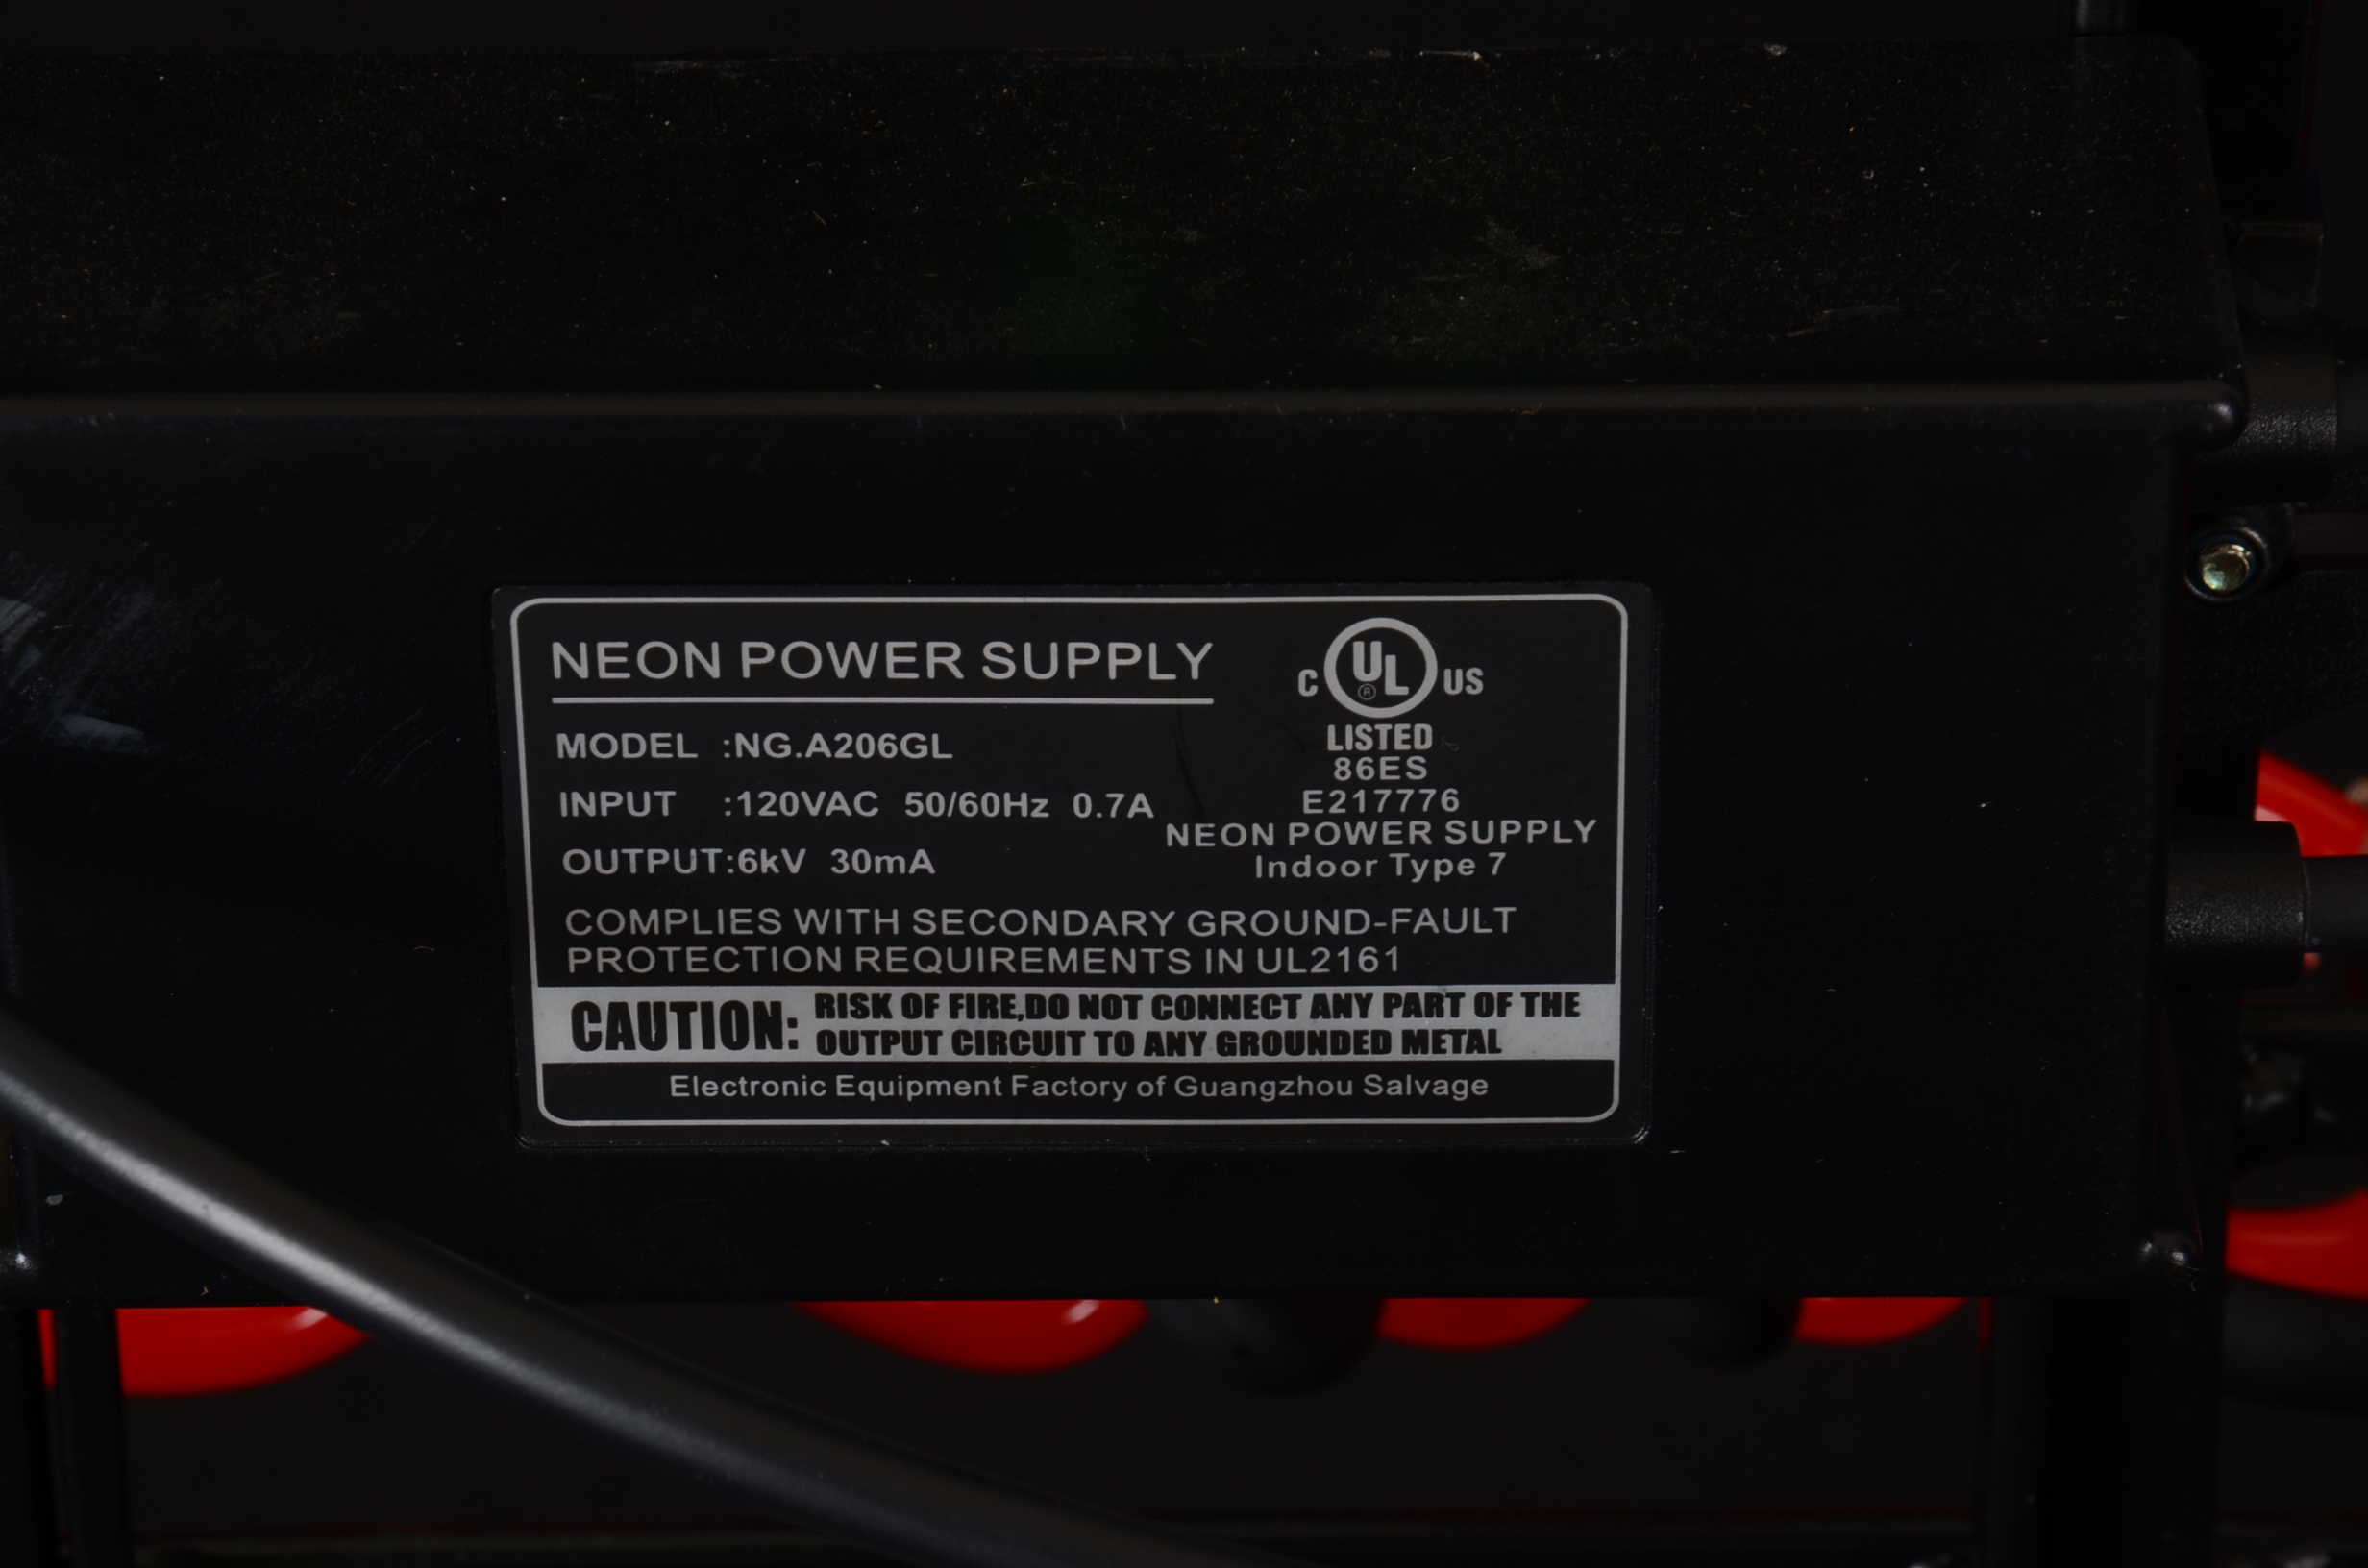 NEON POWER SUPPLY
MODEL :NG.A206GL
INPUT :120VAC 50/60Hz 0.7A
OUTPUT:6kV 30mA
C UL® US
LISTED
86ES
E217776
NEON POWER SUPPLY
Indoor Type 7
COMPLIES WITH SECONDARY GROUND-FAULT
PROTECTION REQUIREMENTS IN UL2161
CAUTION: RISK OF FIRE,DO NOT CONNECT ANY PART OF THE
OUTPUT CIRCUIT TO ANY GROUNDED METAL
Electronic Equipment Factory of Guangzhou Salvage